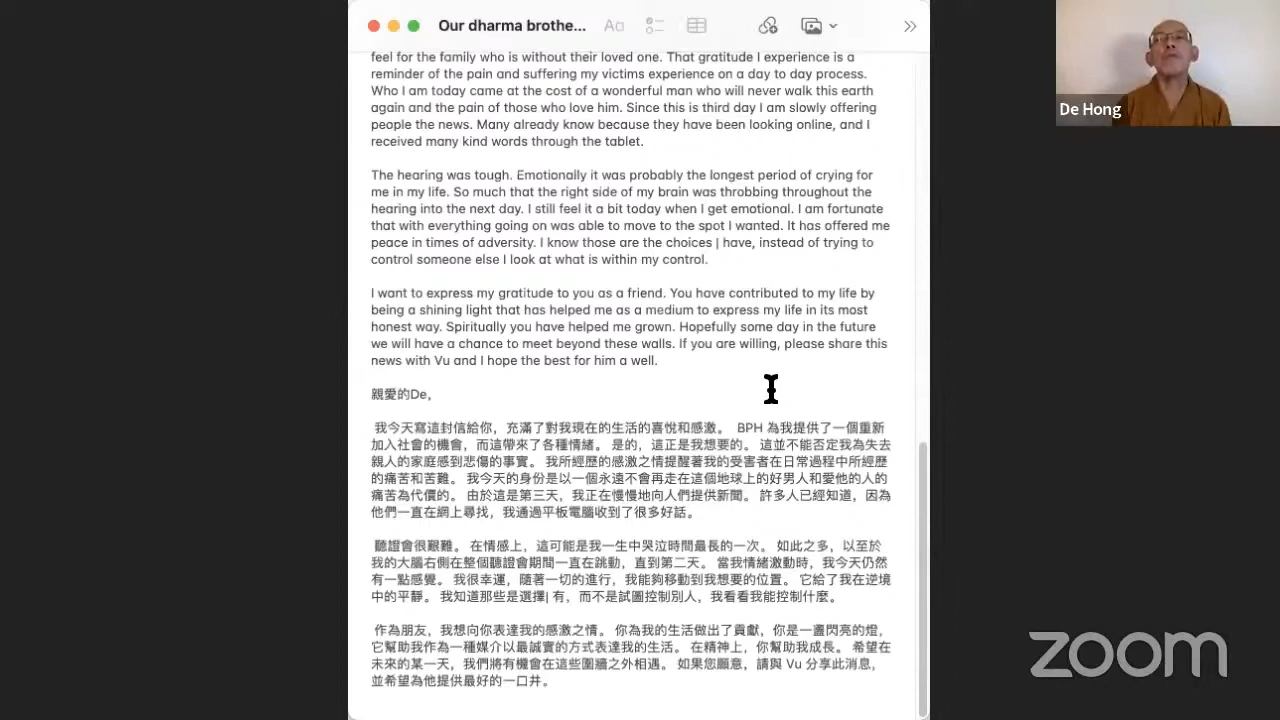 Our dharma brothe...
Aa
De Hong
feel for the family who is without their loved one. That gratitude I experience is a
reminder of the pain and suffering my victims experience on a day to day process.
Who I am today came at the cost of a wonderful man who will never walk this earth
again and the pain of those who love him. Since this is third day I am slowly offering
people the news. Many already know because they have been looking online, and I
received many kind words through the tablet.
The hearing was tough. Emotionally it was probably the longest period of crying for
me in my life. So much that the right side of my brain was throbbing throughout the
hearing into the next day. I still feel it a bit today when I get emotional. I am fortunate
that with everything going on was able to move to the spot I wanted. It has offered me
peace in times of adversity. I know those are the choices | have, instead of trying to
control someone else I look at what is within my control.
I want to express my gratitude to you as a friend. You have contributed to my life by
being a shining light that has helped me as a medium to express my life in its most
honest way. Spiritually you have helped me grown. Hopefully some day in the future
we will have a chance to meet beyond these walls. If you are willing, please share this
news with Vu and I hope the best for him a well.
親愛的De,
我今天寫這封信給你，充滿了對我現在的生活的喜悅和感激。 BPH 為我提供了一個重新
加入社會的機會，而這帶來了各種情緒。 是的，這正是我想要的。 這並不能否定我為失去
親人的家庭感到悲傷的事實。 我所經歷的感激之情提醒著我的受害者在日常過程中所經歷
的痛苦和苦難。 我今天的身份是以一個永遠不會再走在這個地球上的好男人和愛他的人的
痛苦為代價的。 由於這是第三天，我正在慢慢地向人們提供新聞。 許多人已經知道，因為
他們一直在網上尋找，我通過平板電腦收到了很多好話。
聽證會很艱難。 在情感上，這可能是我一生中哭泣時間最長的一次。 如此之多，以至於
我的大腦右側在整個聽證會期間一直在跳動，直到第二天。 當我情緒激動時，我今天仍然
有一點感覺。 我很幸運，隨著一切的進行，我能夠移動到我想要的位置。 它給了我在逆境
中的平靜。 我知道那些是選擇| 有，而不是試圖控制別人，我看看我能控制什麼。
作為朋友，我想向你表達我的感激之情。 你為我的生活做出了貢獻，你是一盞閃亮的燈，
它幫助我作為一種媒介以最誠實的方式表達我的生活。 在精神上，你幫助我成長。 希望在
未來的某一天，我們將有機會在這些圍牆之外相遇。 如果您願意，請與 Vu 分享此消息，
並希望為他提供最好的一口井。
zoom